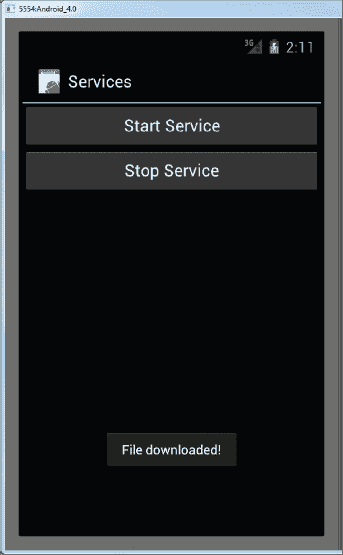 5554:Android_4.0
3G 2:11
Services
Start Service
Stop Service
File downloaded!